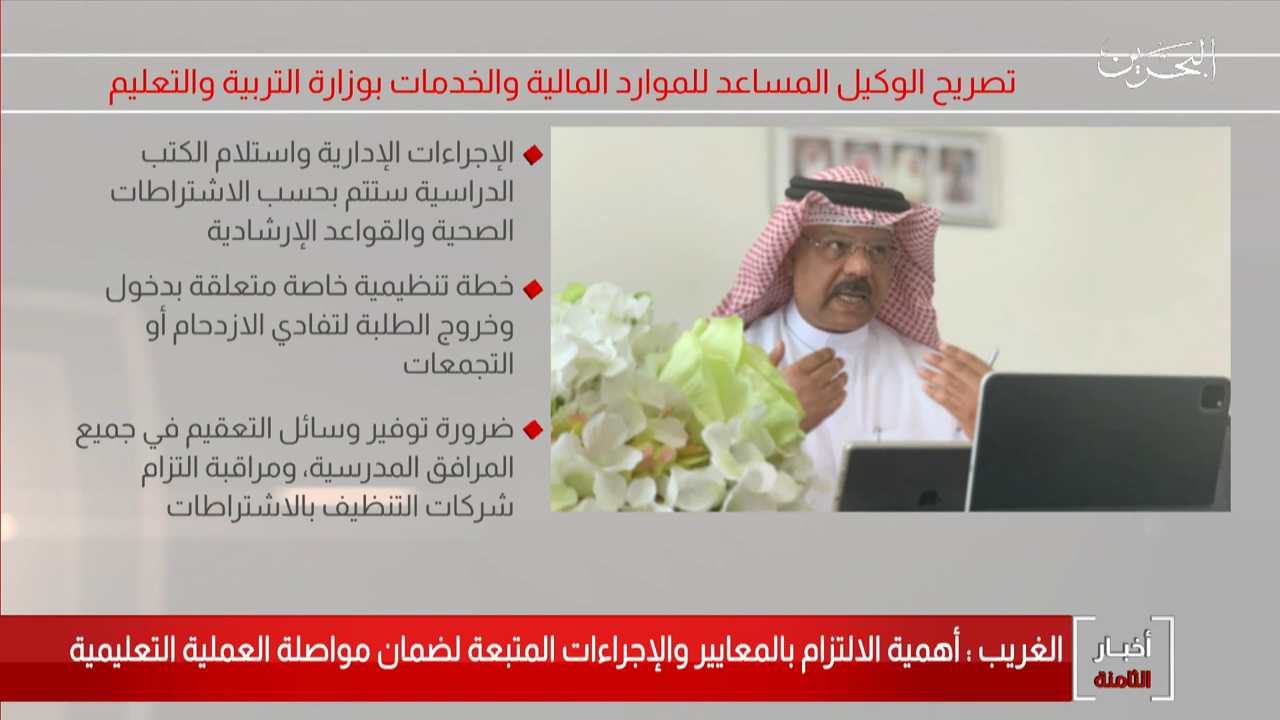 البحرين
تصريح الوكيل المساعد للموارد المالية والخدمات بوزارة التربية والتعليم
الإجراءات الإدارية واستلام الكتب
الدراسية ستتم بحسب الاشتراطات
الصحية والقواعد الإرشادية
خطة تنظيمية خاصة متعلقة بدخول
وخروج الطلبة لتفادي الازدحام أو
التجمعات
ضرورة توفير وسائل التعقيم في جميع
المرافق المدرسية، ومراقبة التزام
شركات التنظيف بالاشتراطات
أخبار
الثامنة
الغريب : أهمية الالتزام بالمعايير والإجراءات المتبعة لضمان مواصلة العملية التعليمية